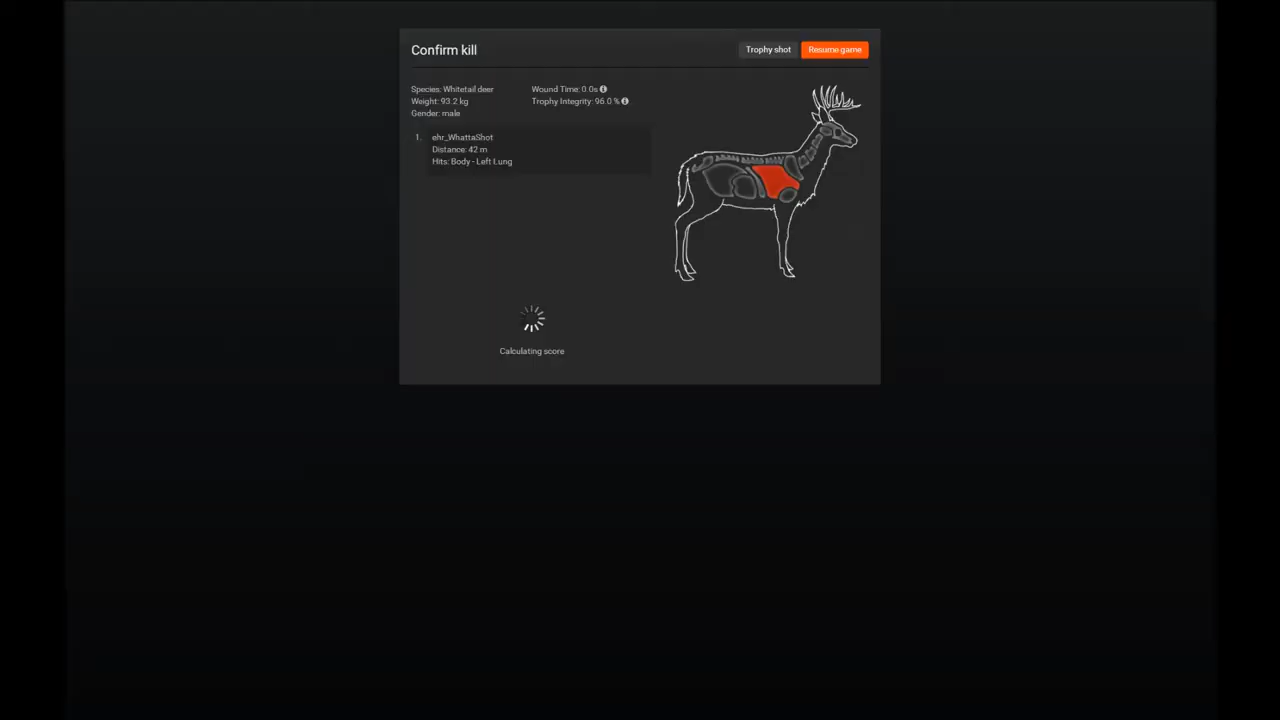 Confirm kill
Trophy shot
Resume game
Species: Whitetail deer
Weight: 93.2 kg
Gender: male
Wound Time: 0.0s
Trophy Integrity: 96.0 %
1. ehr_WhattaShot
Distance: 42 m
Hits: Body - Left Lung
Calculating score